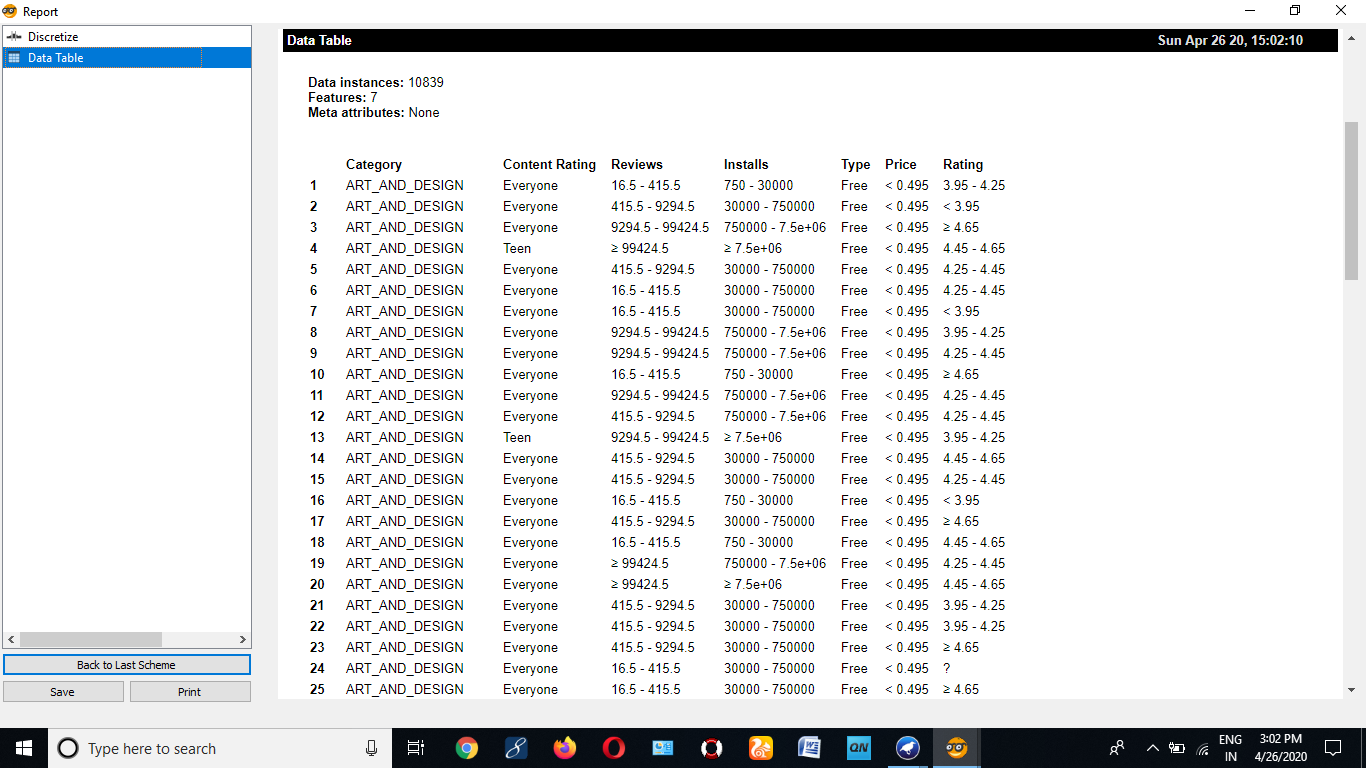 Report
Discretize
Data Table
Back to Last Scheme
Save Print
Data Table Sun Apr 26 20, 15:02:10
Data instances: 10839
Features: 7
Meta attributes: None
Category Content Rating Reviews Installs Type Price Rating
1 ART_AND_DESIGN Everyone 16.5 - 415.5 750 - 30000 Free < 0.495 3.95 - 4.25
2 ART_AND_DESIGN Everyone 415.5 - 9294.5 30000 - 750000 Free < 0.495 < 3.95
3 ART_AND_DESIGN Everyone 9294.5 - 99424.5 750000 - 7.5e+06 Free < 0.495 ≥ 4.65
4 ART_AND_DESIGN Teen ≥ 99424.5 ≥ 7.5e+06 Free < 0.495 4.45 - 4.65
5 ART_AND_DESIGN Everyone 415.5 - 9294.5 30000 - 750000 Free < 0.495 4.25 - 4.45
6 ART_AND_DESIGN Everyone 16.5 - 415.5 30000 - 750000 Free < 0.495 4.25 - 4.45
7 ART_AND_DESIGN Everyone 16.5 - 415.5 30000 - 750000 Free < 0.495 < 3.95
8 ART_AND_DESIGN Everyone 9294.5 - 99424.5 750000 - 7.5e+06 Free < 0.495 3.95 - 4.25
9 ART_AND_DESIGN Everyone 9294.5 - 99424.5 750000 - 7.5e+06 Free < 0.495 4.25 - 4.45
10 ART_AND_DESIGN Everyone 16.5 - 415.5 750 - 30000 Free < 0.495 ≥ 4.65
11 ART_AND_DESIGN Everyone 9294.5 - 99424.5 750000 - 7.5e+06 Free < 0.495 4.25 - 4.45
12 ART_AND_DESIGN Everyone 415.5 - 9294.5 750000 - 7.5e+06 Free < 0.495 4.25 - 4.45
13 ART_AND_DESIGN Teen 9294.5 - 99424.5 ≥ 7.5e+06 Free < 0.495 3.95 - 4.25
14 ART_AND_DESIGN Everyone 415.5 - 9294.5 30000 - 750000 Free < 0.495 4.45 - 4.65
15 ART_AND_DESIGN Everyone 415.5 - 9294.5 30000 - 750000 Free < 0.495 4.25 - 4.45
16 ART_AND_DESIGN Everyone 16.5 - 415.5 750 - 30000 Free < 0.495 < 3.95
17 ART_AND_DESIGN Everyone 415.5 - 9294.5 30000 - 750000 Free < 0.495 ≥ 4.65
18 ART_AND_DESIGN Everyone 16.5 - 415.5 750 - 30000 Free < 0.495 4.45 - 4.65
19 ART_AND_DESIGN Everyone ≥ 99424.5 750000 - 7.5e+06 Free < 0.495 4.25 - 4.45
20 ART_AND_DESIGN Everyone ≥ 99424.5 ≥ 7.5e+06 Free < 0.495 4.45 - 4.65
21 ART_AND_DESIGN Everyone 415.5 - 9294.5 30000 - 750000 Free < 0.495 3.95 - 4.25
22 ART_AND_DESIGN Everyone 415.5 - 9294.5 30000 - 750000 Free < 0.495 3.95 - 4.25
23 ART_AND_DESIGN Everyone 415.5 - 9294.5 30000 - 750000 Free < 0.495 ≥ 4.65
24 ART_AND_DESIGN Everyone 16.5 - 415.5 30000 - 750000 Free < 0.495 ?
25 ART_AND_DESIGN Everyone 16.5 - 415.5 30000 - 750000 Free < 0.495 ≥ 4.65
Type here to search
QN
ENG 3:02 PM
IN 4/26/2020